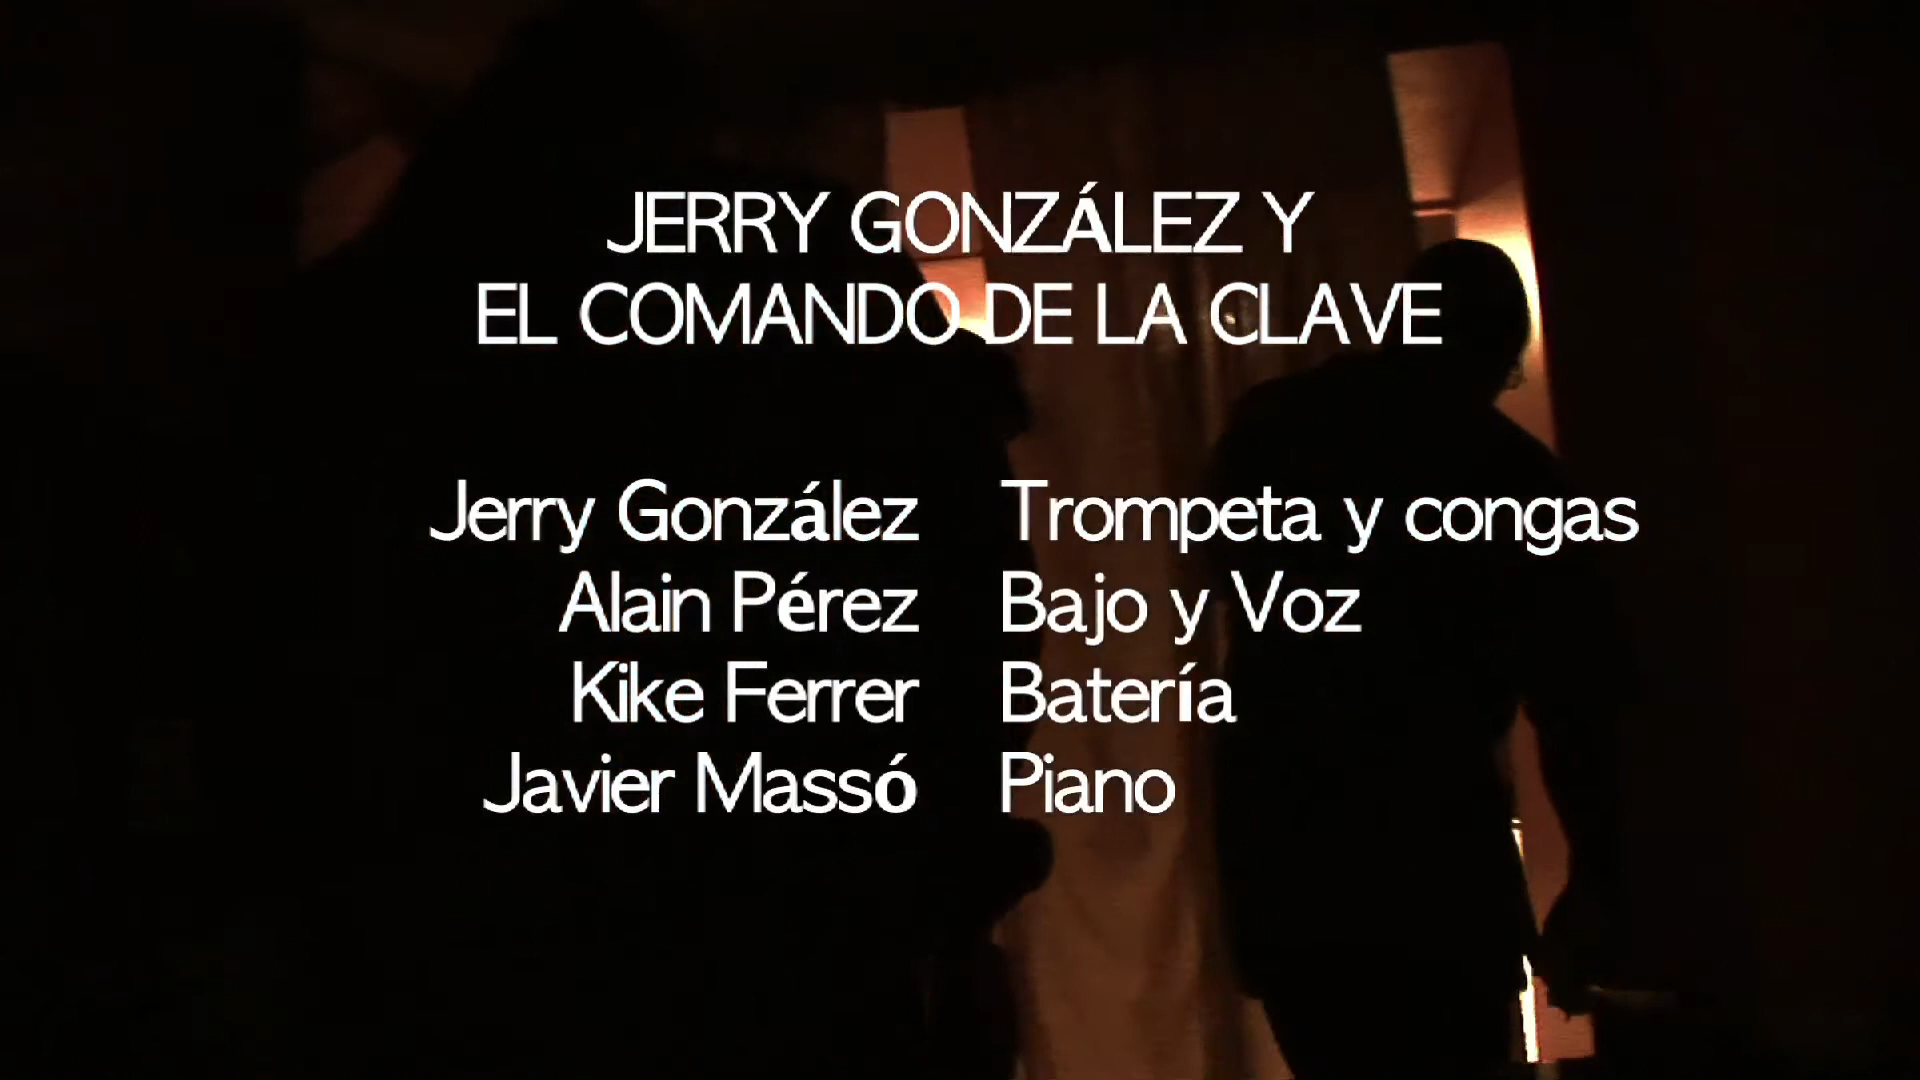 JERRY GONZÁLEZ Y
EL COMANDO DE LA CLAVE
Jerry González Trompeta y congas
Alain Pérez Bajo y Voz
Kike Ferrer Batería
Javier Massó Piano